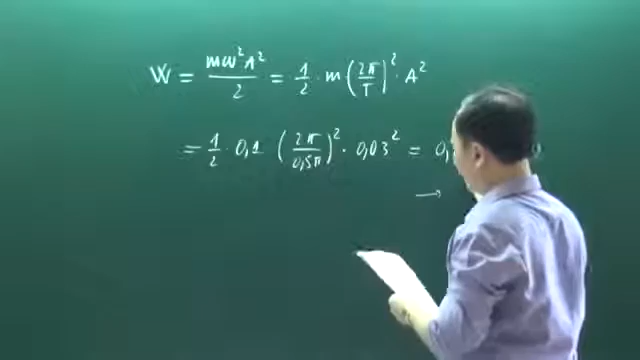 W = mω²A²/2 = 1/2 · m (2π/T)² · A²
= 1/2 · 0,1 (2π/0,5π)² · 0,03² = 0,
→